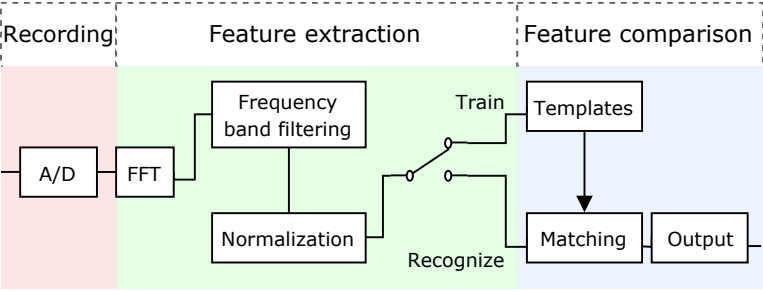 Recording
Feature extraction
Feature comparison
Frequency
band filtering
Train
Templates
A/D
FFT
Normalization
Recognize
Matching
Output